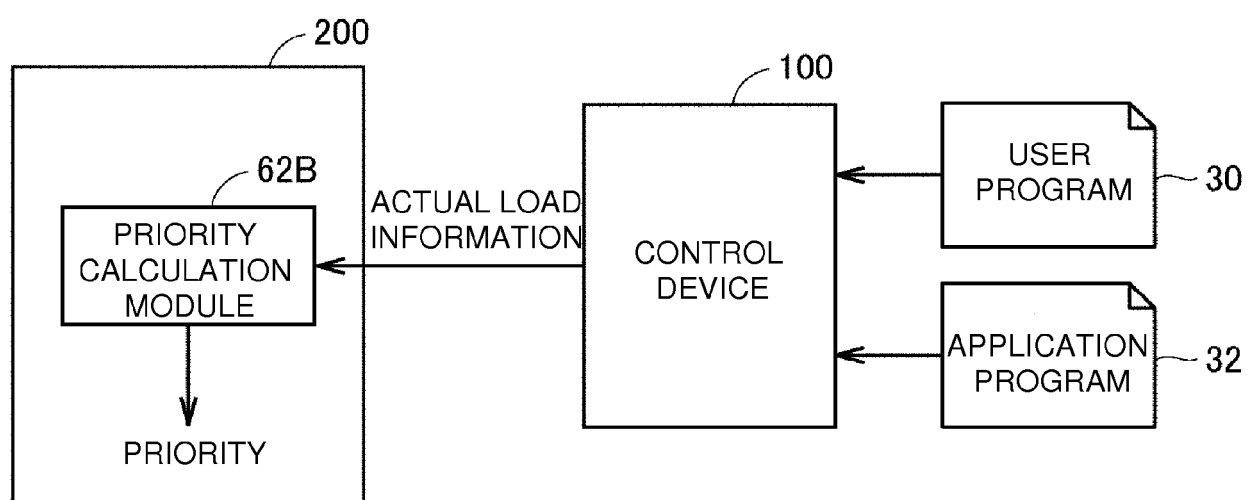 200
62B
PRIORITY
CALCULATION
MODULE
PRIORITY
ACTUAL LOAD
INFORMATION
100
CONTROL
DEVICE
USER
PROGRAM
30
APPLICATION
PROGRAM
32